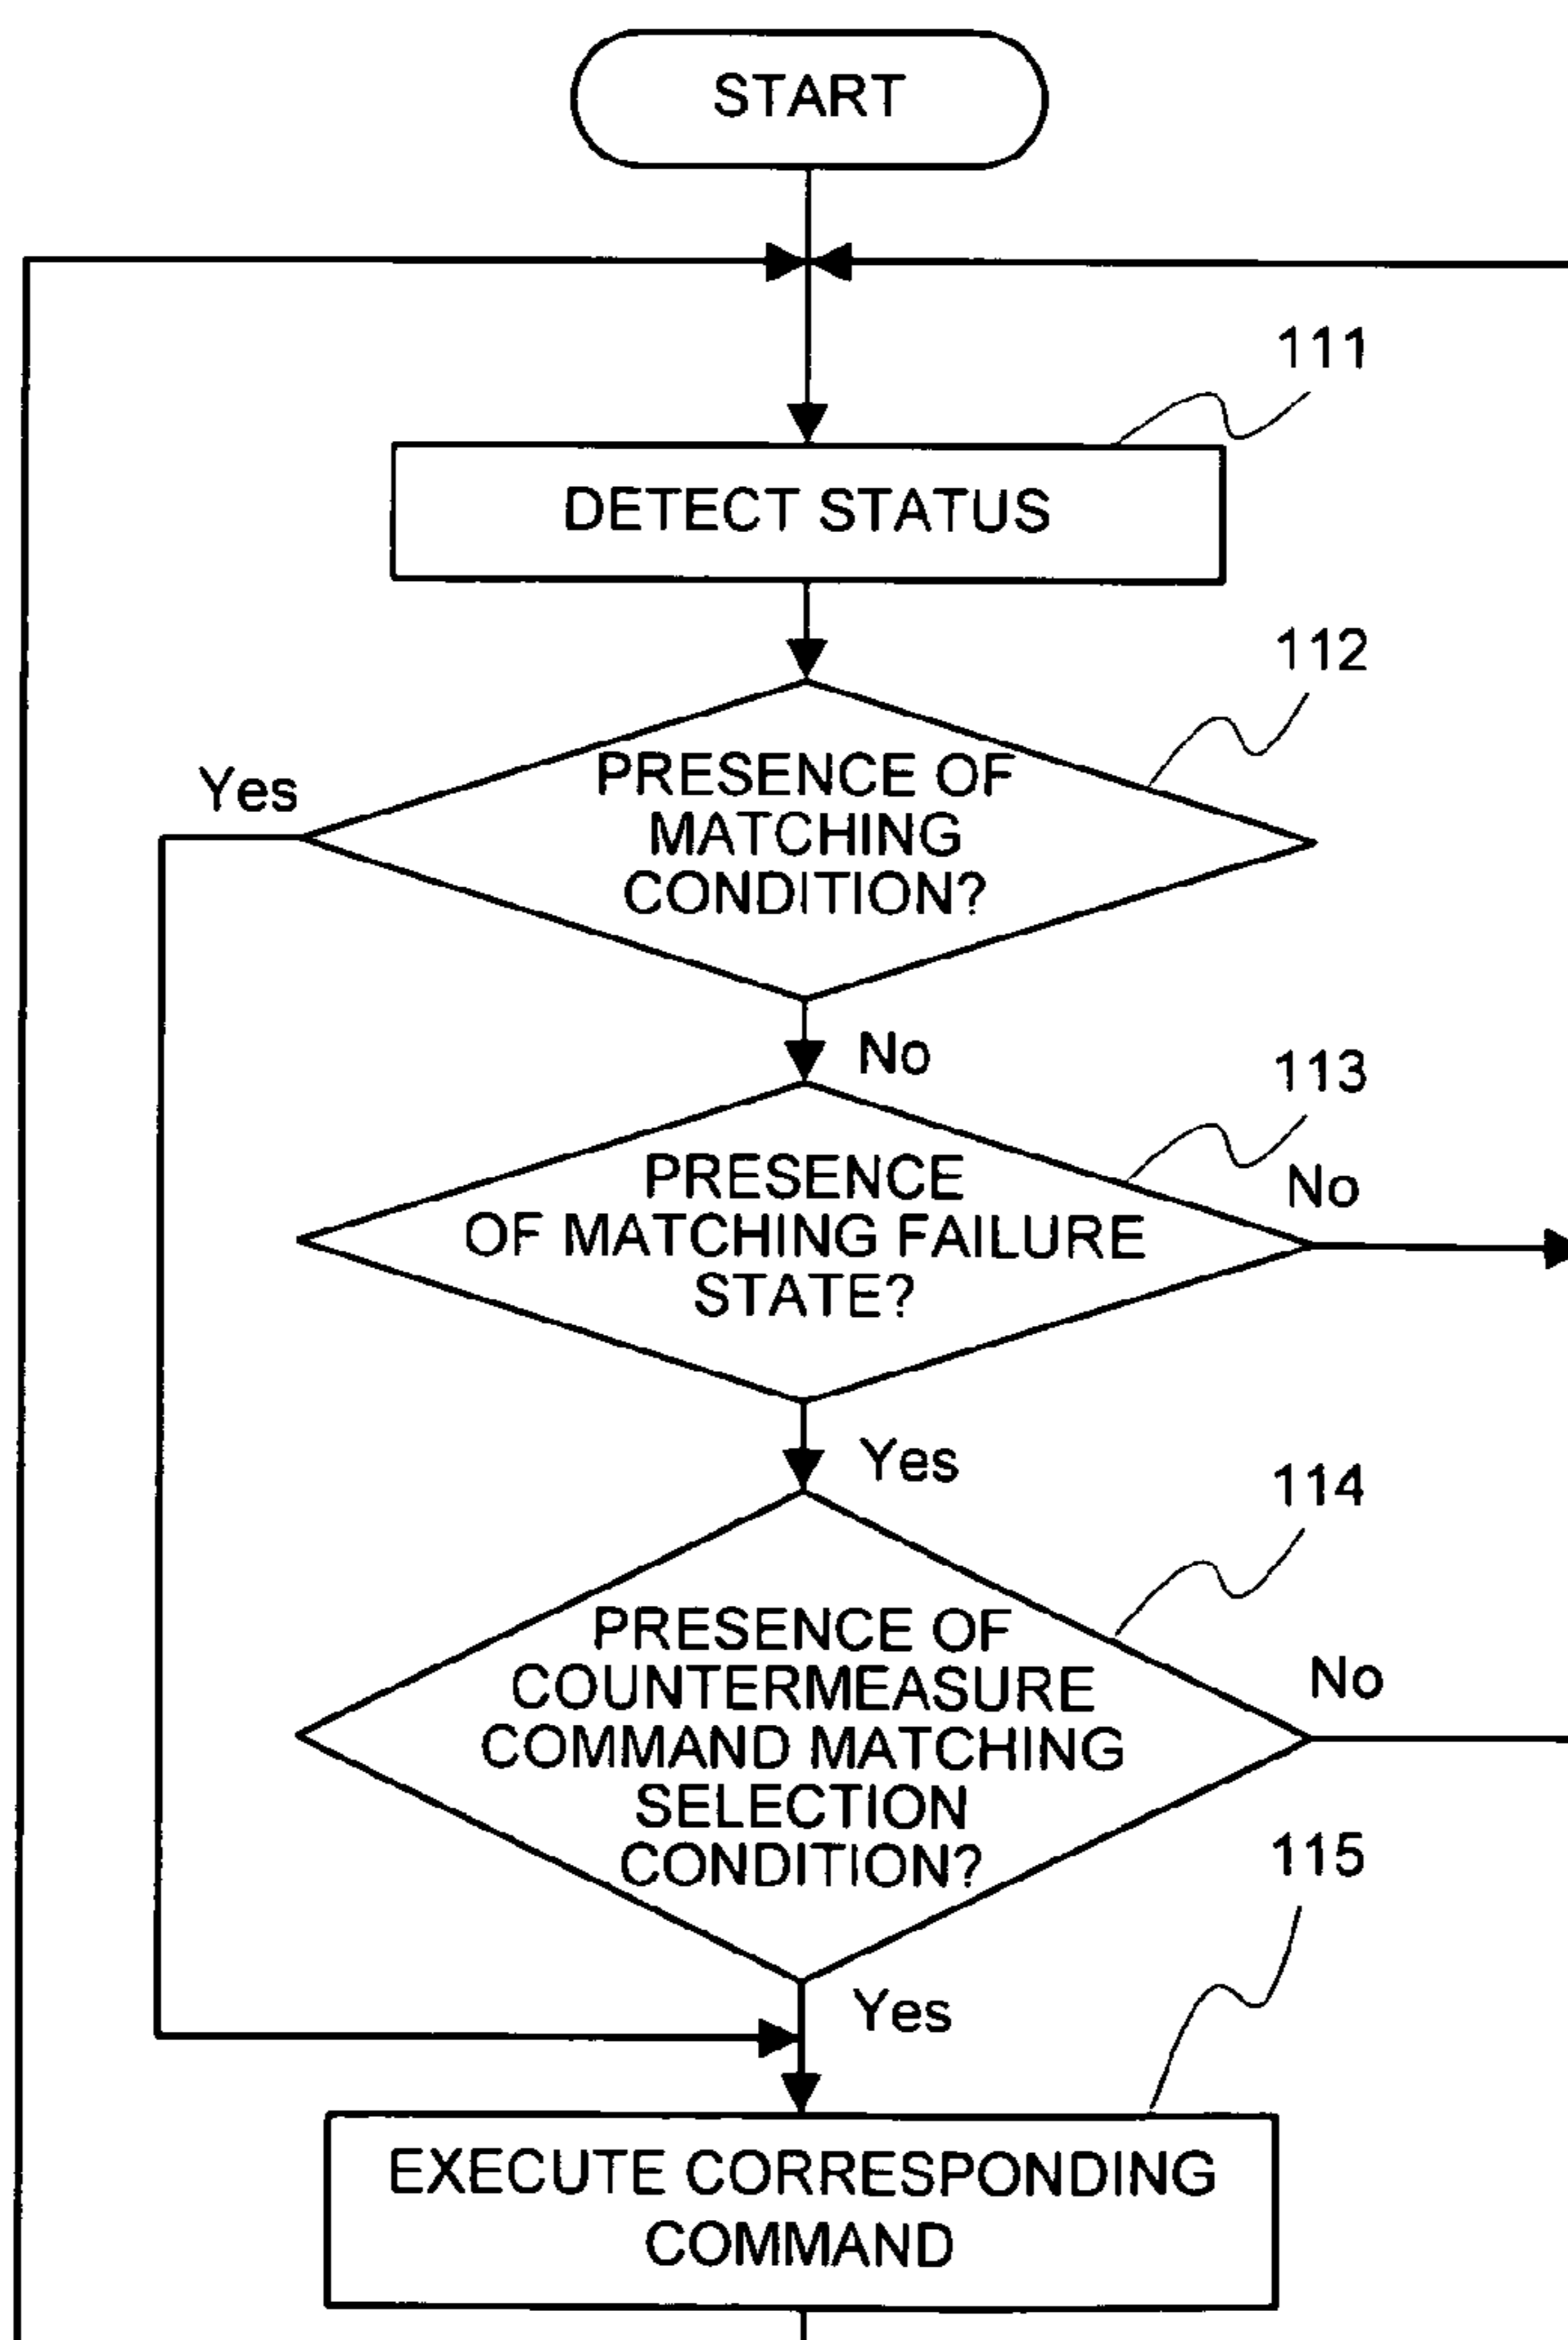 START
111
DETECT STATUS
112
Yes
PRESENCE OF
MATCHING
CONDITION?
No
113
PRESENCE
OF MATCHING FAILURE
STATE?
No
Yes
114
PRESENCE OF
COUNTERMEASURE
COMMAND MATCHING
SELECTION
CONDITION?
No
115
Yes
EXECUTE CORRESPONDING
COMMAND